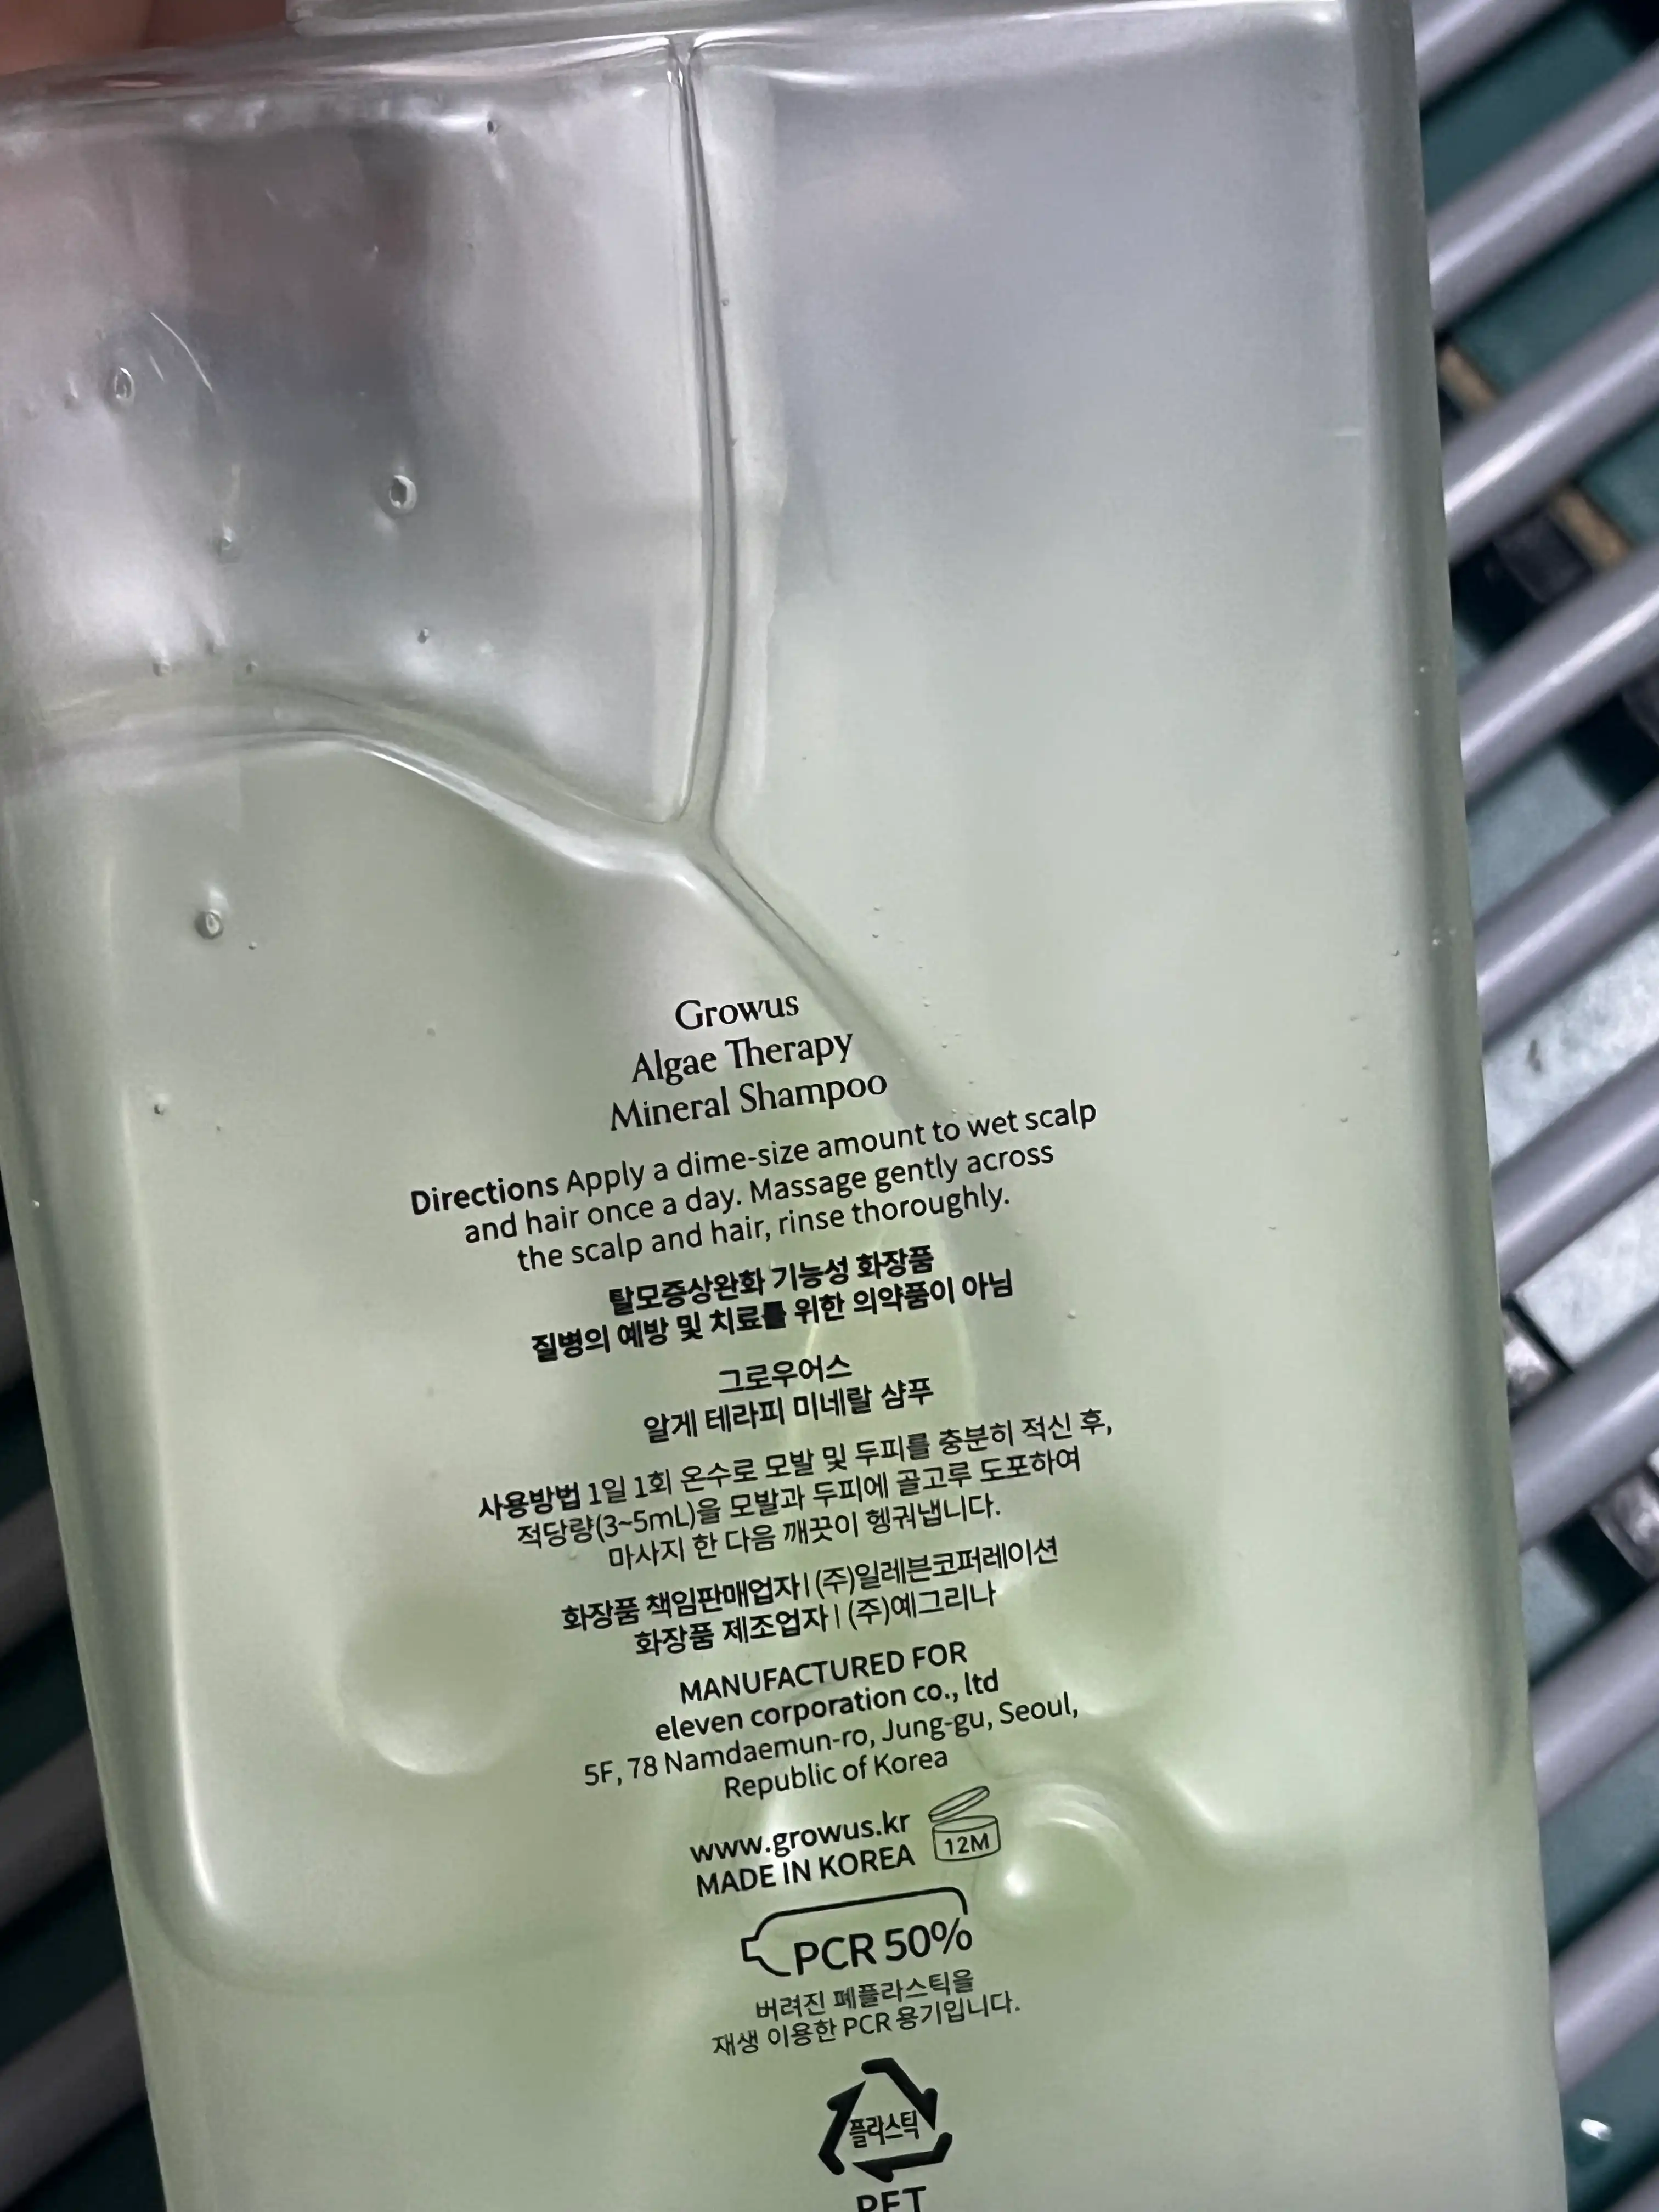 Growus
Algae Therapy
Mineral Shampoo
Directions Apply a dime-size amount to wet scalp
and hair once a day. Massage gently across
the scalp and hair, rinse thoroughly.
탈모증상완화 기능성 화장품
질병의 예방 및 치료를 위한 의약품이 아님
그로우어스
알게 테라피 미네랄 샴푸
사용방법 1일 1회 온수로 모발 및 두피를 충분히 적신 후,
적당량(3~5mL)을 모발과 두피에 골고루 도포하여
마사지 한 다음 깨끗이 헹궈냅니다.
화장품 책임판매업자 | (주)일레븐코퍼레이션
화장품 제조업자 | (주)예그리나
MANUFACTURED FOR
eleven corporation co., ltd
5F, 78 Namdaemun-ro, Jung-gu, Seoul,
Republic of Korea
www.growus.kr
MADE IN KOREA
12M
PCR 50%
버려진 폐플라스틱을
재생 이용한 PCR 용기입니다.
플라스틱
PET